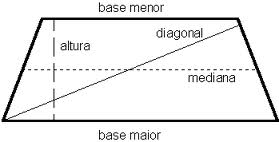 base menor
diagonal
altura
mediana
base maior